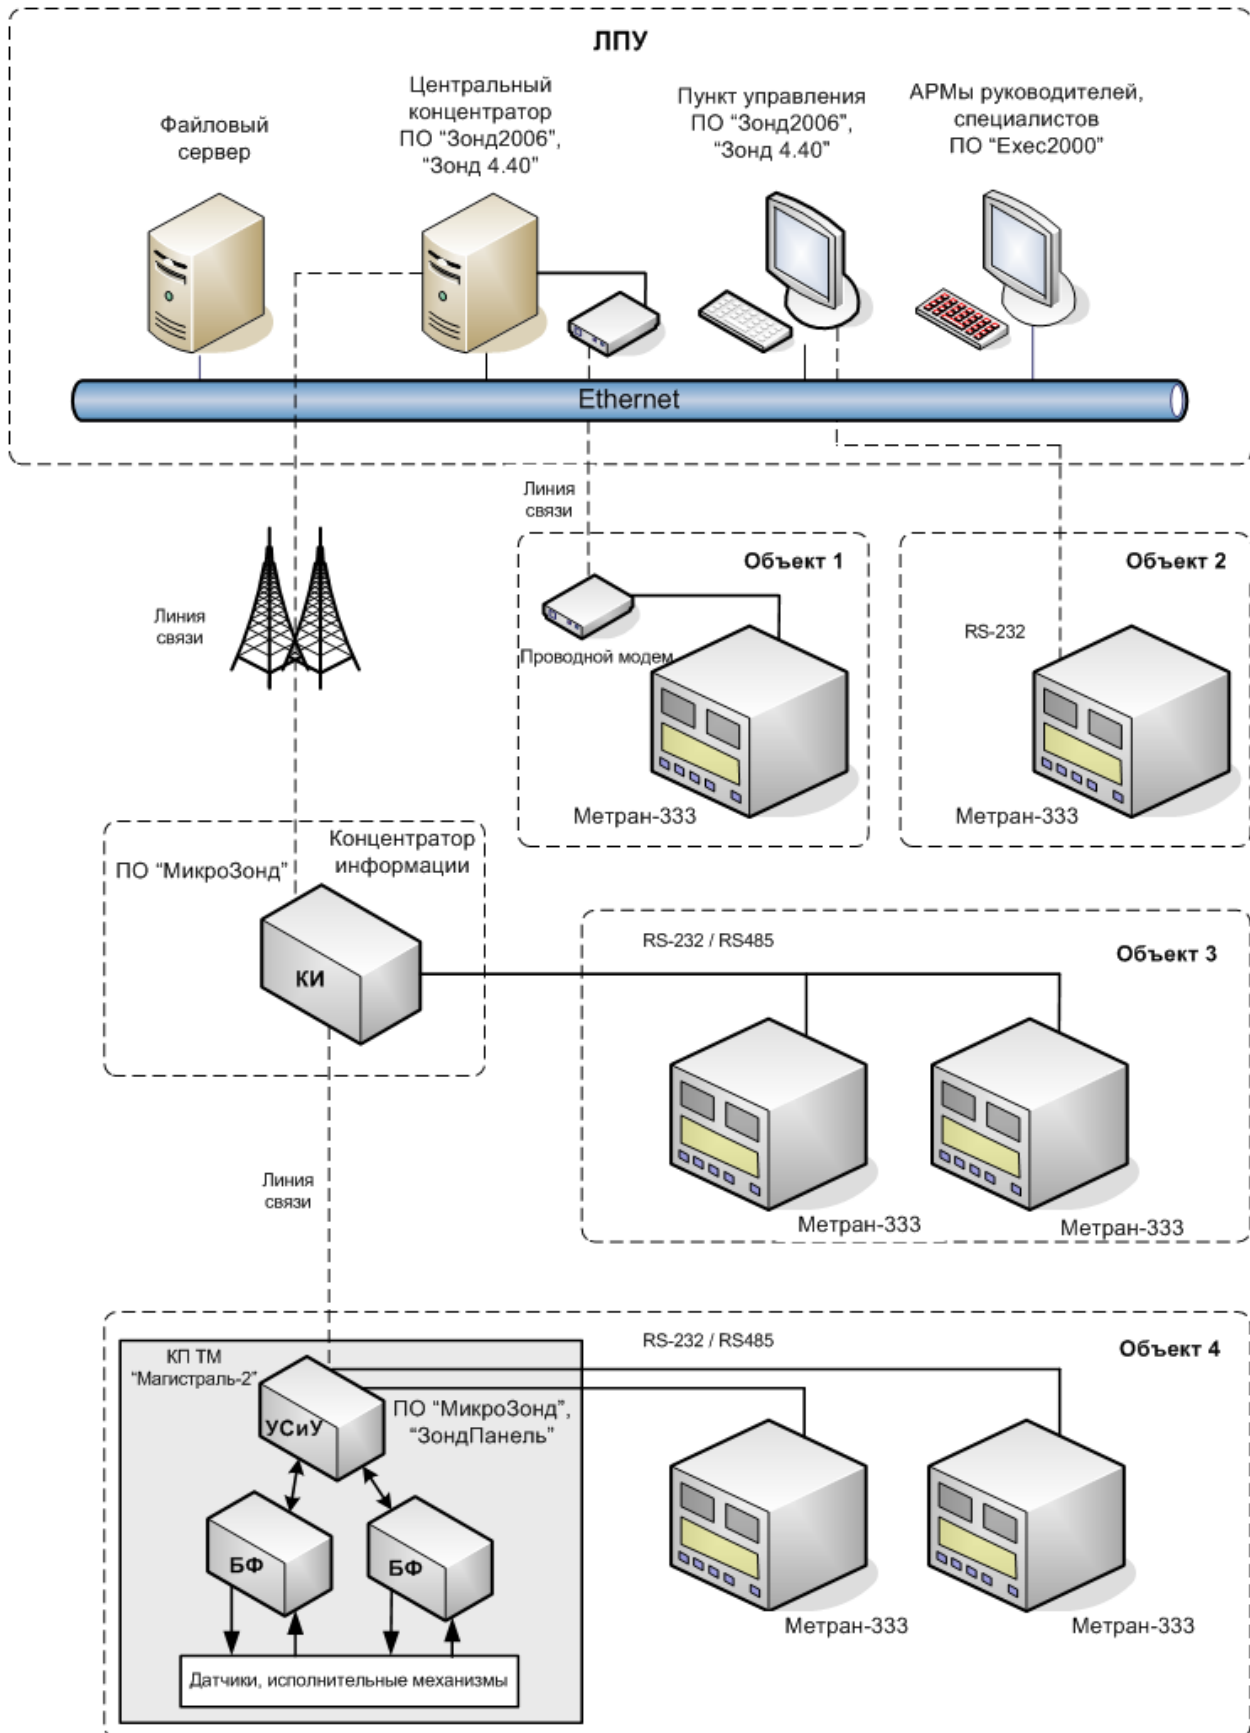 ЛПУ
Файловый
сервер
Центральный
концентратор
ПО “Зонд2006”,
“Зонд 4.40”
Пункт управления
ПО “Зонд2006”,
“Зонд 4.40”
АРМы руководителей,
специалистов
ПО “Exec2000”
Ethernet
Линия
связи
Линия
связи
Объект 1
Проводной модем
Метран-333
Объект 2
RS-232
Метран-333
ПО “МикроЗонд”
Концентратор
информации
КИ
RS-232 / RS485
Объект 3
Метран-333
Метран-333
Линия
связи
КП ТМ
“Магистраль-2”
УСиУ
ПО “МикроЗонд”,
“ЗондПанель”
БФ
БФ
Датчики, исполнительные механизмы
RS-232 / RS485
Объект 4
Метран-333
Метран-333